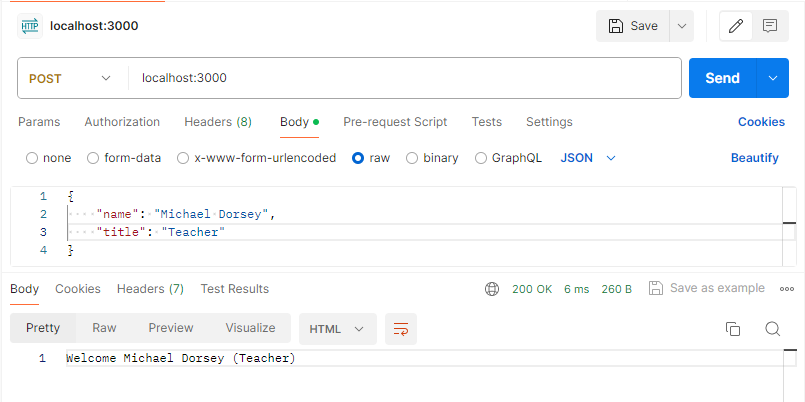 HTTP localhost:3000 Save
POST localhost:3000 Send
Params Authorization Headers (8) Body Pre-request Script Tests Settings Cookies
none form-data x-www-form-urlencoded raw binary GraphQL JSON Beautify
1 {
2 "name": "Michael Dorsey",
3 "title": "Teacher"
4 }
Body Cookies Headers (7) Test Results 200 OK 6 ms 260 B Save as example
Pretty Raw Preview Visualize HTML
1 Welcome Michael Dorsey (Teacher)